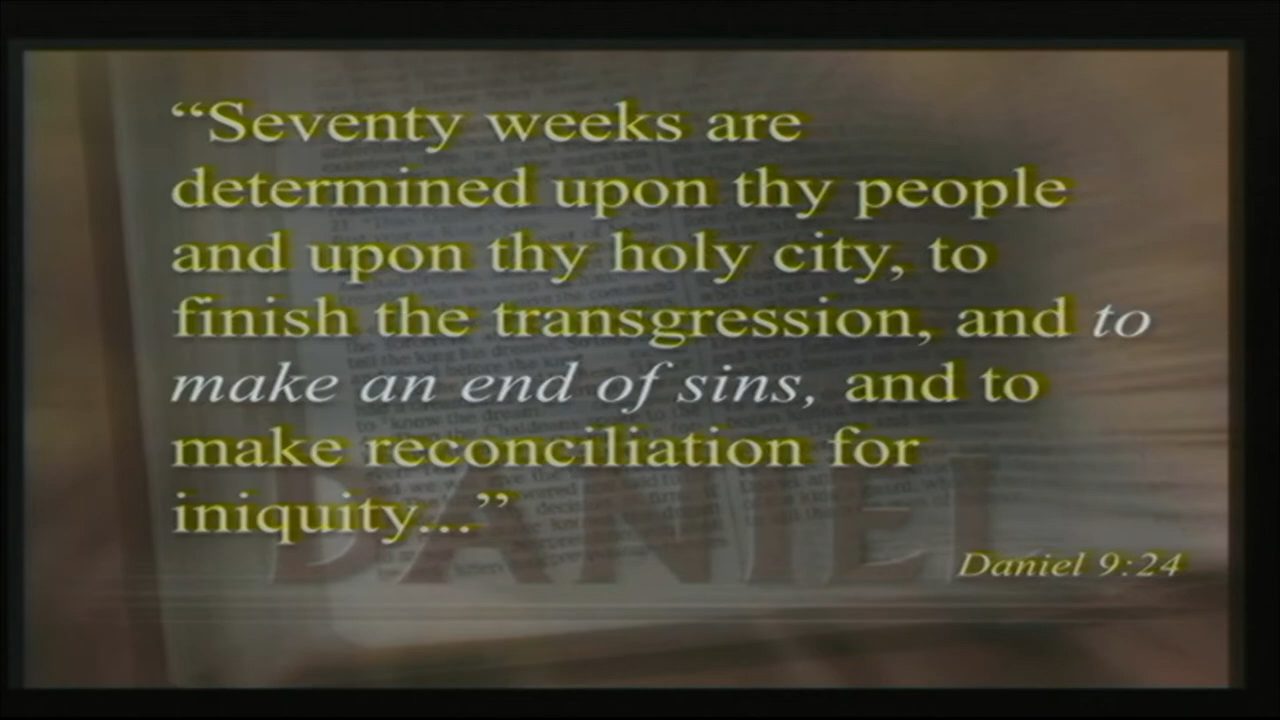 “Seventy weeks are
determined upon thy people
and upon thy holy city, to
finish the transgression, and to
make an end of sins, and to
make reconciliation for
iniquity...”
Daniel 9:24
DANIEL